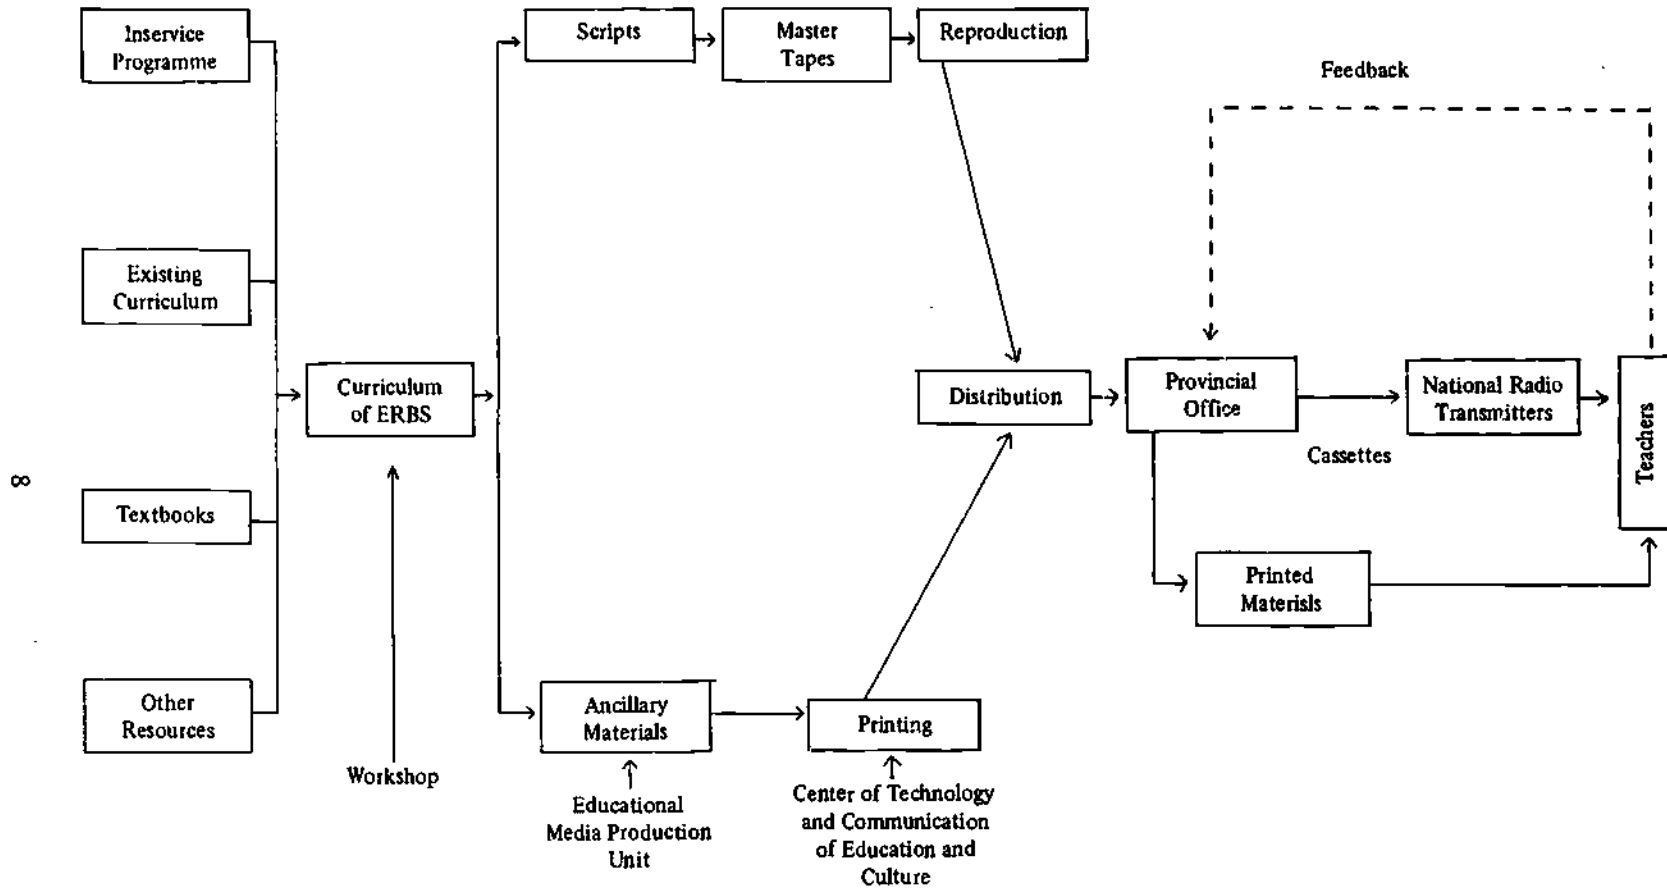 Inservice
Programme
Existing
Curriculum
Textbooks
Other
Resources
Curriculum
of ERBS
Workshop
Scripts
Master
Tapes
Reproduction
Ancillary
Materials
Educational
Media Production
Unit
Printing
Center of Technology
and Communication
of Education and
Culture
Distribution
Provincial
Office
Feedback
Cassettes
National Radio
Transmitters
Printed
Materisls
Teachers
8